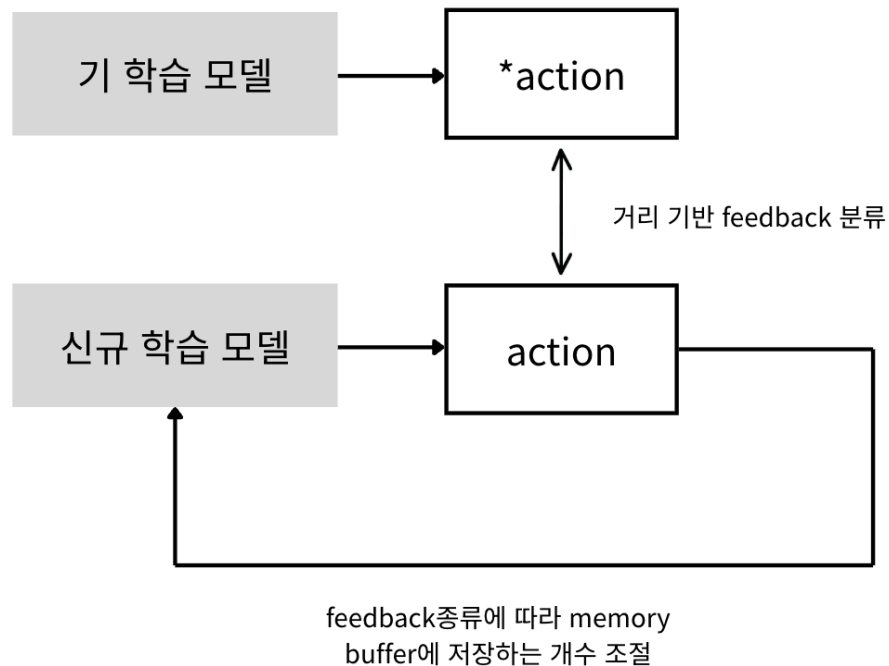 기 학습 모델
*action
거리 기반 feedback 분류
신규 학습 모델
action
feedback종류에 따라 memory
buffer에 저장하는 개수 조절